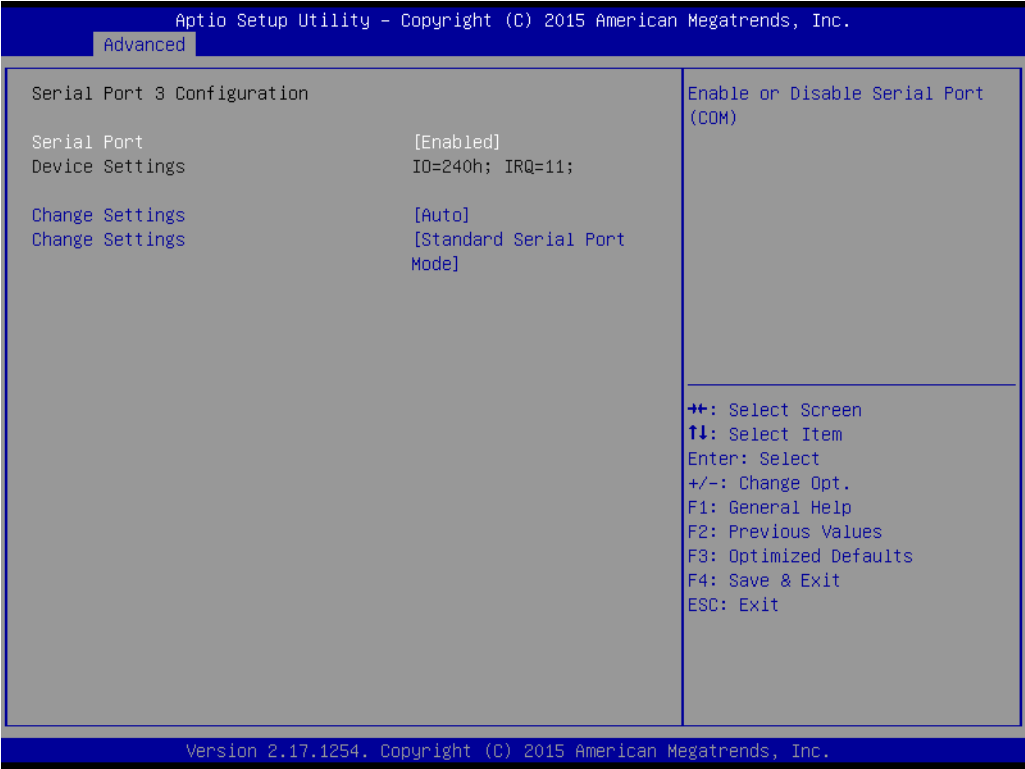 Aptio Setup Utility – Copyright (C) 2015 American Megatrends, Inc.
Advanced
Serial Port 3 Configuration
Serial Port [Enabled]
Device Settings IO=240h; IRQ=11;
Change Settings [Auto]
Change Settings [Standard Serial Port
Mode]
Enable or Disable Serial Port
(COM)
→←: Select Screen
↑↓: Select Item
Enter: Select
+/-: Change Opt.
F1: General Help
F2: Previous Values
F3: Optimized Defaults
F4: Save & Exit
ESC: Exit
Version 2.17.1254. Copyright (C) 2015 American Megatrends, Inc.